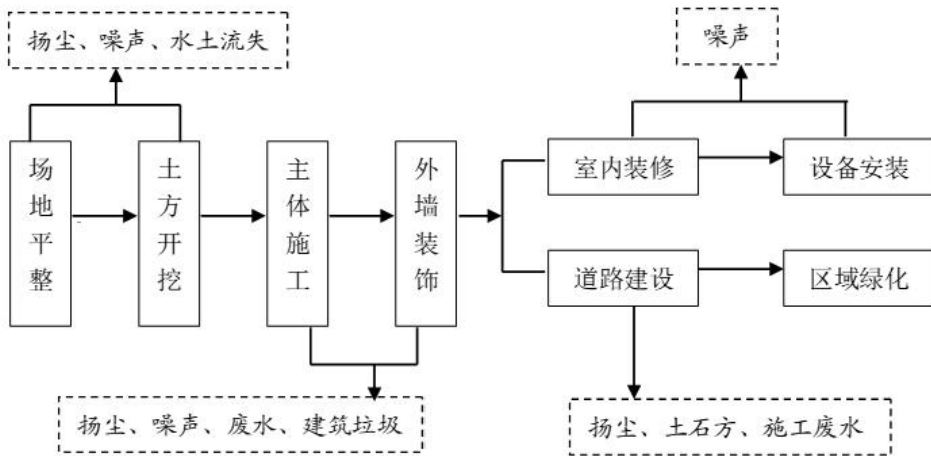 扬尘、噪声、水土流失
噪声
场地平整
土方开挖
主体施工
外墙装饰
室内装修
设备安装
道路建设
区域绿化
扬尘、噪声、废水、建筑垃圾
扬尘、土石方、施工废水